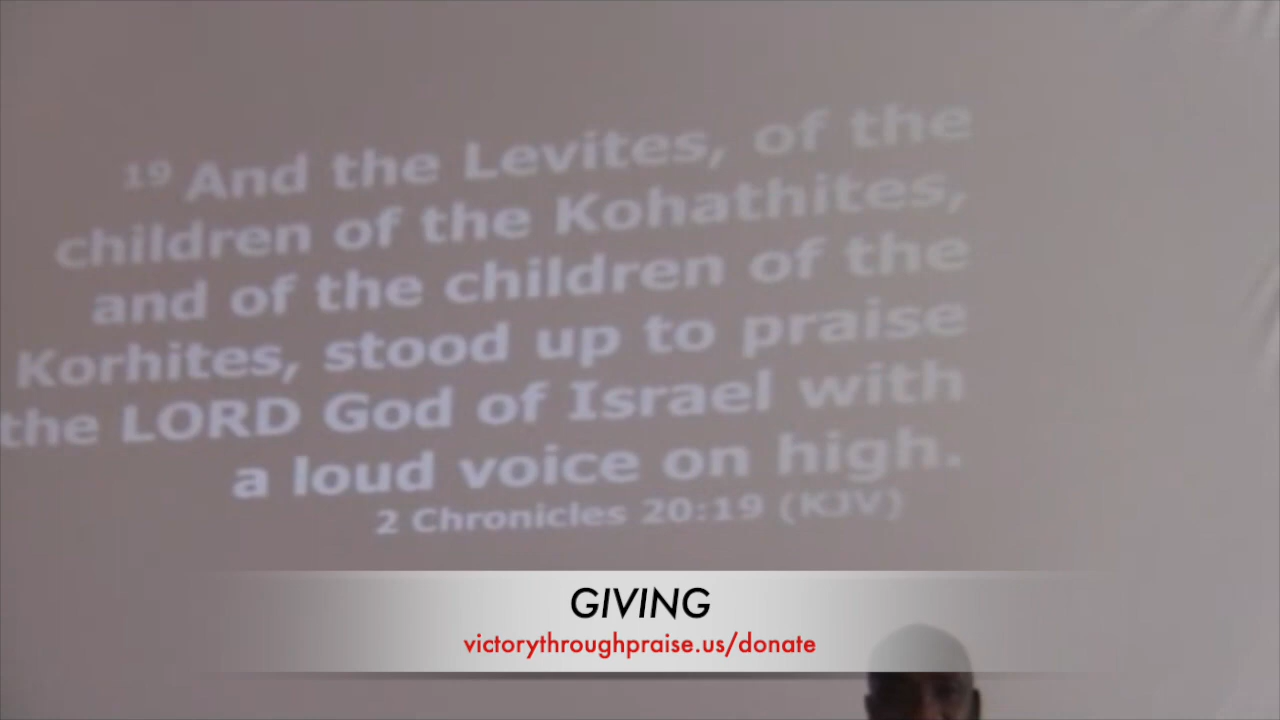 19 And the Levites, of the
children of the Kohathites,
and of the children of the
Korhites, stood up to praise
the LORD God of Israel with
a loud voice on high.
2 Chronicles 20:19 (KJV)
GIVING
victorythroughpraise.us/donate